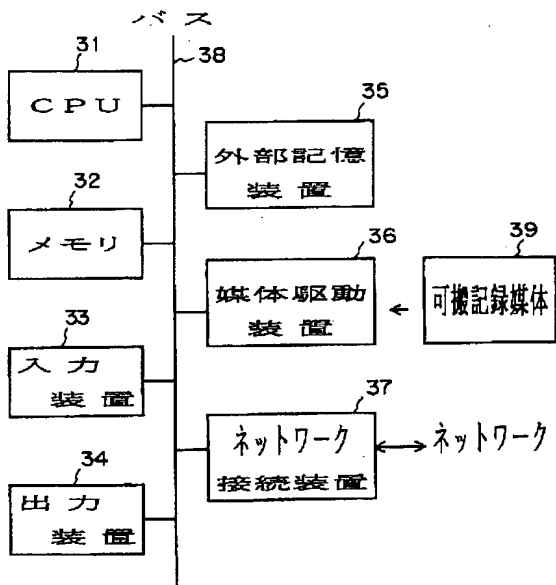 バス
38
31
CPU
35
外部記憶
装置
32
メモリ
36
媒体駆動
装置
39
可搬記録媒体
33
入力
装置
37
ネットワーク
接続装置
ネットワーク
34
出力
装置